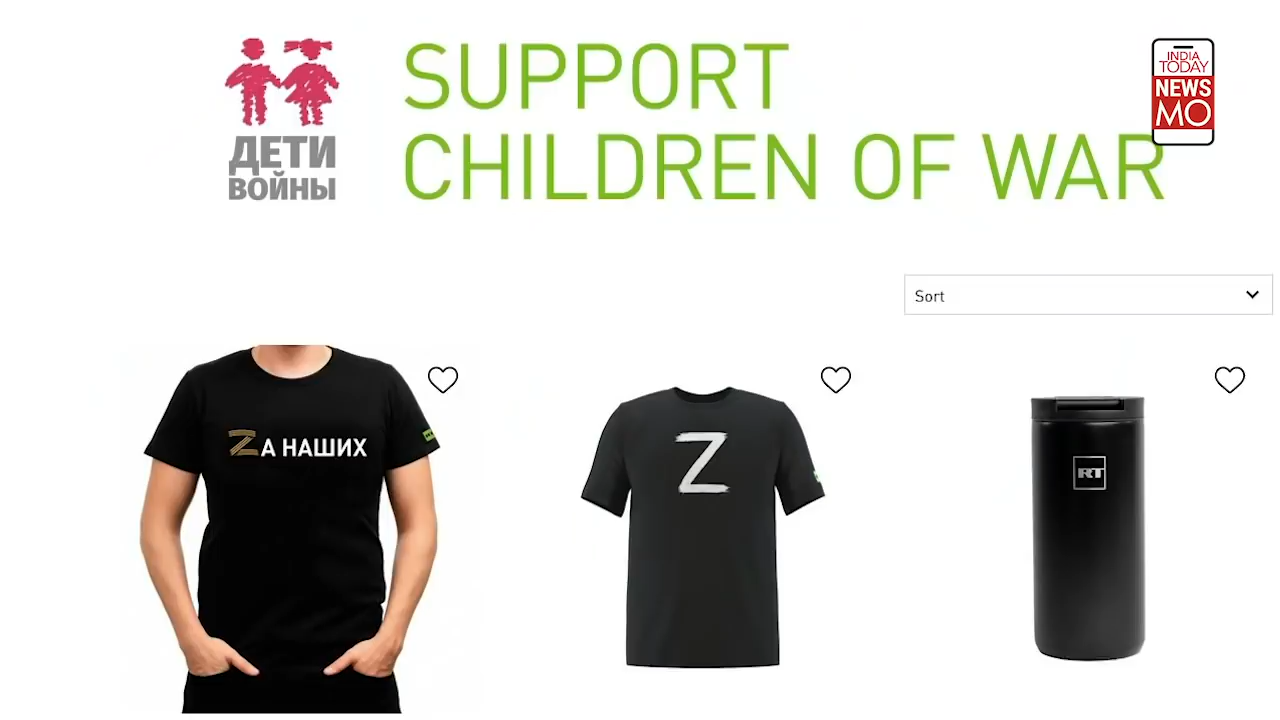 SUPPORT
CHILDREN OF WAR
ДЕТИ
ВОЙНЫ
INDIA
TODAY
NEWS
MO
Sort
ZА НАШИХ
Z
RT